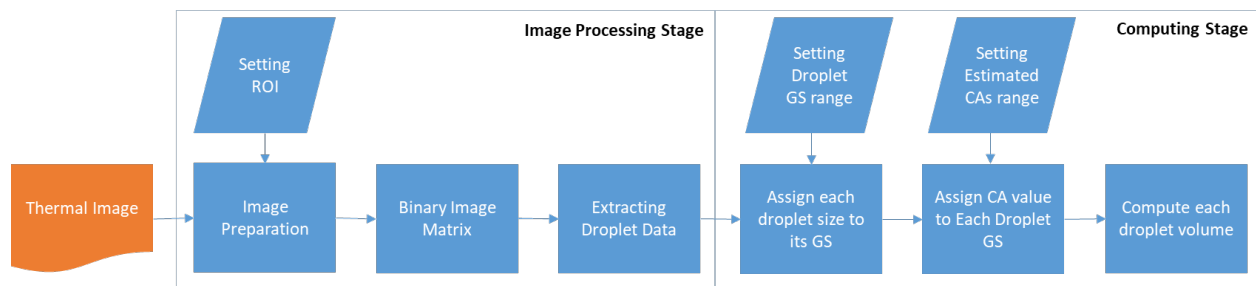 Image Processing Stage
Computing Stage
Setting
ROI
Setting
Droplet
GS range
Setting
Estimated
CAs range
Thermal Image
Image
Preparation
Binary Image
Matrix
Extracting
Droplet Data
Assign each
droplet size to
its GS
Assign CA value
to Each Droplet
GS
Compute each
droplet volume